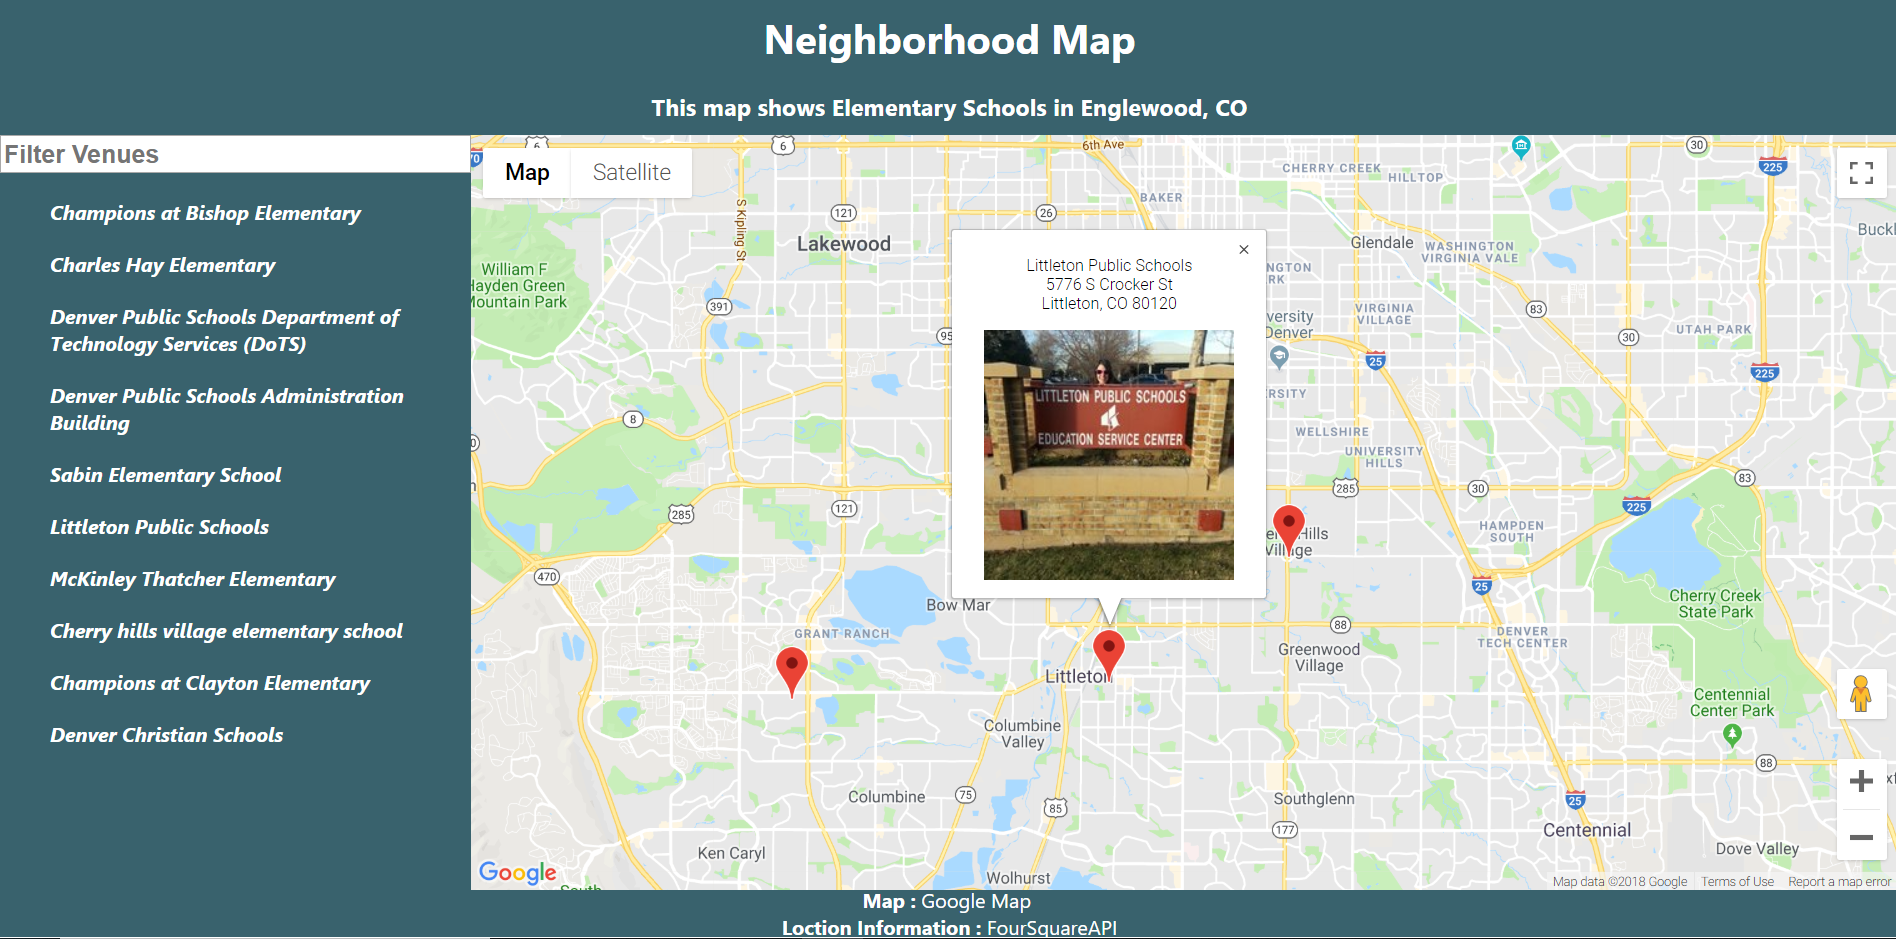 Neighborhood Map
This map shows Elementary Schools in Englewood, CO
Filter Venues
Champions at Bishop Elementary
Charles Hay Elementary
Denver Public Schools Department of
Technology Services (DoTS)
Denver Public Schools Administration
Building
Sabin Elementary School
Littleton Public Schools
McKinley Thatcher Elementary
Cherry hills village elementary school
Champions at Clayton Elementary
Denver Christian Schools
Map Satellite
6
6
6th Ave
30
225
CHERRY CREEK
HILLTOP
BAKER
S Kipling St
121
26
Lakewood
Glendale
WASHINGTON
VIRGINIA VALE
William F
Hayden Green
Mountain Park
391
95
Littleton Public Schools
5776 S Crocker St
Littleton, CO 80120
LITTLETON PUBLIC SCHOOLS
EDUCATION SERVICE CENTER
VIRGINIA
VILLAGE
83
UTAH PARK
30
25
225
8
WELLSHIRE
UNIVERSITY
HILLS
285
121
285
30
83
225
HAMPDEN
SOUTH
Village
470
25
Bow Mar
Cherry Creek
State Park
GRANT RANCH
88
DENVER
TECH CENTER
Greenwood
Village
Littleton
Centennial
Center Park
Columbine
Valley
88
Columbine
75
85
Southglenn
25
177
Centennial
Ken Caryl
Dove Valley
Wolhurst
South
Google
Map data ©2018 Google Terms of Use Report a map error
Map : Google Map
Loction Information : FourSquareAPI